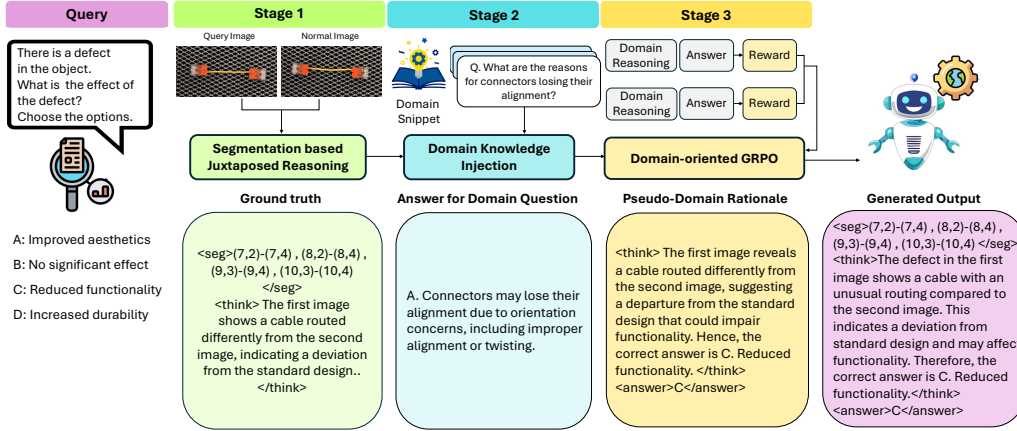 Query
Stage 1
Stage 2
Stage 3
There is a defect
in the object.
What is the effect of
the defect?
Choose the options.
Query Image
Normal Image
Domain
Snippet
Q. What are the reasons
for connectors losing their
alignment?
Domain
Reasoning
Answer
Reward
Domain
Reasoning
Answer
Reward
Segmentation based
Juxtaposed Reasoning
Domain Knowledge
Injection
Domain-oriented GRPO
A: Improved aesthetics
B: No significant effect
C: Reduced functionality
D: Increased durability
Ground truth
<seg>(7,2)-(7,4) , (8,2)-(8,4) ,
(9,3)-(9,4) , (10,3)-(10,4)
</seg>
<think> The first image
shows a cable routed
differently from the second
image, indicating a deviation
from the standard design..
</think>
Answer for Domain Question
A. Connectors may lose their
alignment due to orientation
concerns, including improper
alignment or twisting.
Pseudo-Domain Rationale
<think> The first image reveals
a cable routed differently from
the second image, suggesting
a departure from the standard
design that could impair
functionality. Hence, the
correct answer is C. Reduced
functionality. </think>
<answer>C</answer>
Generated Output
<seg>(7,2)-(7,4) , (8,2)-(8,4) ,
(9,3)-(9,4) , (10,3)-(10,4) </seg>
<think>The defect in the first
image shows a cable with an
unusual routing compared to
the second image. This
indicates a deviation from
standard design and may affec
functionality. Therefore, the
correct answer is C. Reduced
functionality.</think>
<answer>C</answer>